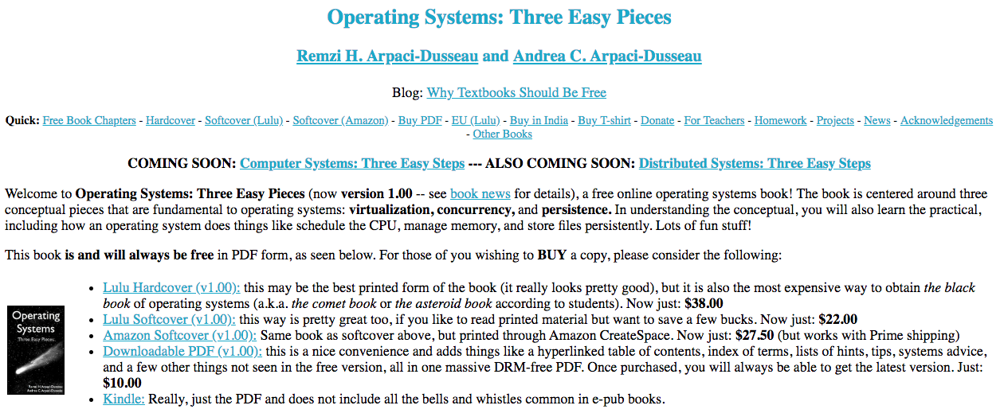 Operating Systems: Three Easy Pieces
Remzi H. Arpaci-Dusseau and Andrea C. Arpaci-Dusseau
Blog: Why Textbooks Should Be Free
Quick: Free Book Chapters - Hardcover - Softcover (Lulu) - Softcover (Amazon) - Buy PDF - EU (Lulu) - Buy in India - Buy T-shirt - Donate - For Teachers - Homework - Projects - News - Acknowledgements
- Other Books
COMING SOON: Computer Systems: Three Easy Steps --- ALSO COMING SOON: Distributed Systems: Three Easy Steps
Welcome to Operating Systems: Three Easy Pieces (now version 1.00 -- see book news for details), a free online operating systems book! The book is centered around three
conceptual pieces that are fundamental to operating systems: virtualization, concurrency, and persistence. In understanding the conceptual, you will also learn the practical,
including how an operating system does things like schedule the CPU, manage memory, and store files persistently. Lots of fun stuff!
This book is and will always be free in PDF form, as seen below. For those of you wishing to BUY a copy, please consider the following:
Operating
Systems
Three Easy Pieces
Remzi H. Arpaci-Dusseau
Andrea C. Arpaci-Dusseau
• Lulu Hardcover (v1.00): this may be the best printed form of the book (it really looks pretty good), but it is also the most expensive way to obtain the black
book of operating systems (a.k.a. the comet book or the asteroid book according to students). Now just: $38.00
• Lulu Softcover (v1.00): this way is pretty great too, if you like to read printed material but want to save a few bucks. Now just: $22.00
• Amazon Softcover (v1.00): Same book as softcover above, but printed through Amazon CreateSpace. Now just: $27.50 (but works with Prime shipping)
• Downloadable PDF (v1.00): this is a nice convenience and adds things like a hyperlinked table of contents, index of terms, lists of hints, tips, systems advice,
and a few other things not seen in the free version, all in one massive DRM-free PDF. Once purchased, you will always be able to get the latest version. Just:
$10.00
• Kindle: Really, just the PDF and does not include all the bells and whistles common in e-pub books.